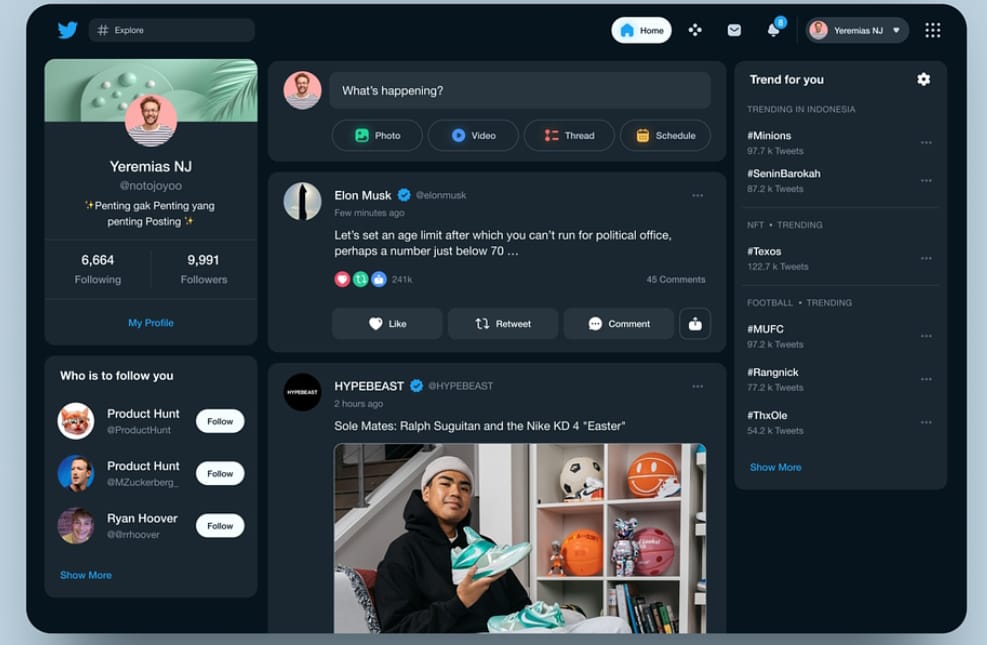 # Explore
Home
8
Yeremias NJ
Yeremias NJ
@notojoyoo
✨Penting gak Penting yang
penting Posting ✨
6,664
9,991
Following
Followers
My Profile
Who is to follow you
Product Hunt
@ProductHunt
Follow
Product Hunt
@MZuckerberg_
Follow
Ryan Hoover
@@rrhoover
Follow
Show More
What's happening?
Photo
Video
Thread
Schedule
Elon Musk @elonmusk
Few minutes ago
Let's set an age limit after which you can't run for political office,
perhaps a number just below 70 ...
241k
45 Comments
Like
Retweet
Comment
HYPEBEAST
HYPEBEAST @HYPEBEAST
2 hours ago
Sole Mates: Ralph Suguitan and the Nike KD 4 "Easter"
Trend for you
TRENDING IN INDONESIA
#Minions
97.7 k Tweets
#SeninBarokah
87.2 k Tweets
NFT • TRENDING
#Texos
122.7 k Tweets
FOOTBALL • TRENDING
#MUFC
97.2 k Tweets
#Rangnick
77.2 k Tweets
#ThxOle
54.2 k Tweets
Show More